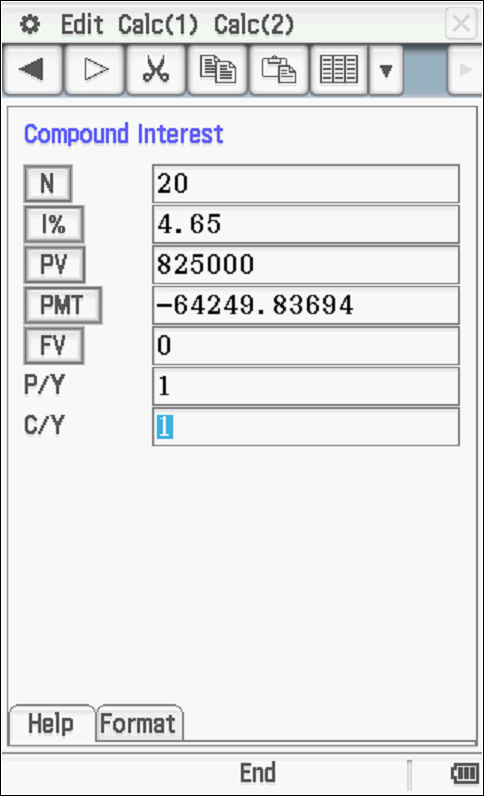 Edit Calc(1) Calc(2)
Compound Interest
N 20
I% 4.65
PV 825000
PMT -64249.83694
FV 0
P/Y 1
C/Y 1
Help Format
End